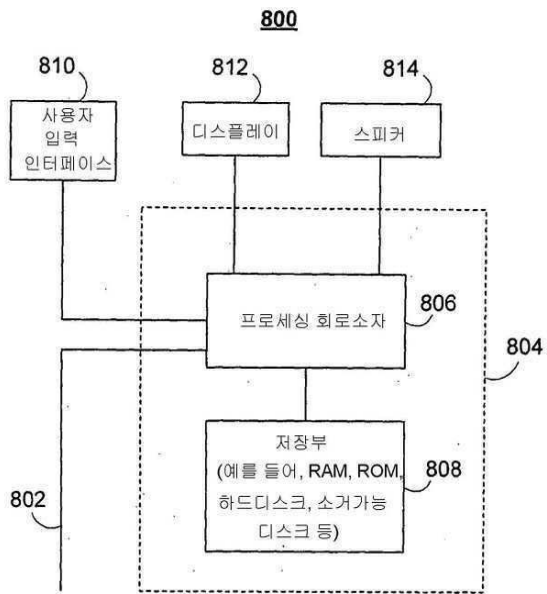 800
810
812
814
사용자
입력
인터페이스
디스플레이
스피커
프로세싱 회로소자
806
804
저장부
(예를 들어, RAM, ROM,
하드디스크, 소거가능
디스크 등)
808
802